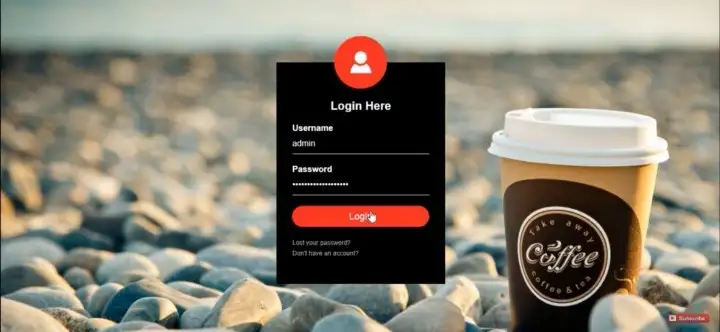 Login Here
Username
admin
Password
••••••••••••••••••
Login
Lost your password?
Don't have an account?
Take away
Coffee
coffee & tea
Subscribe